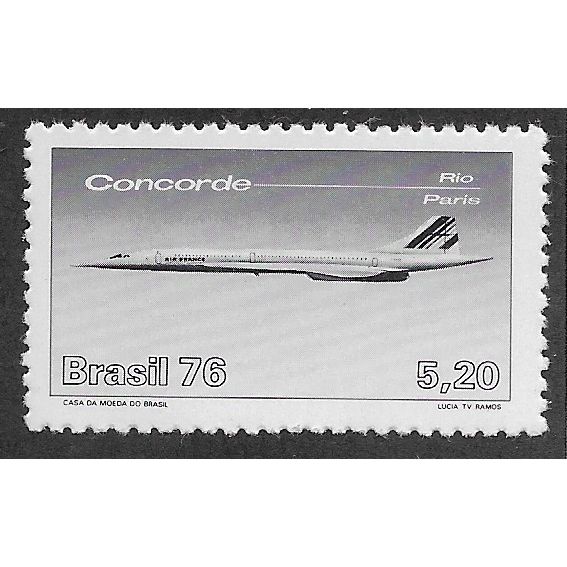 Concorde Rio
Paris
AIR FRANCE
Brasil 76 5,20
CASA DA MOEDA DO BRASIL LUCIA TV RAMOS